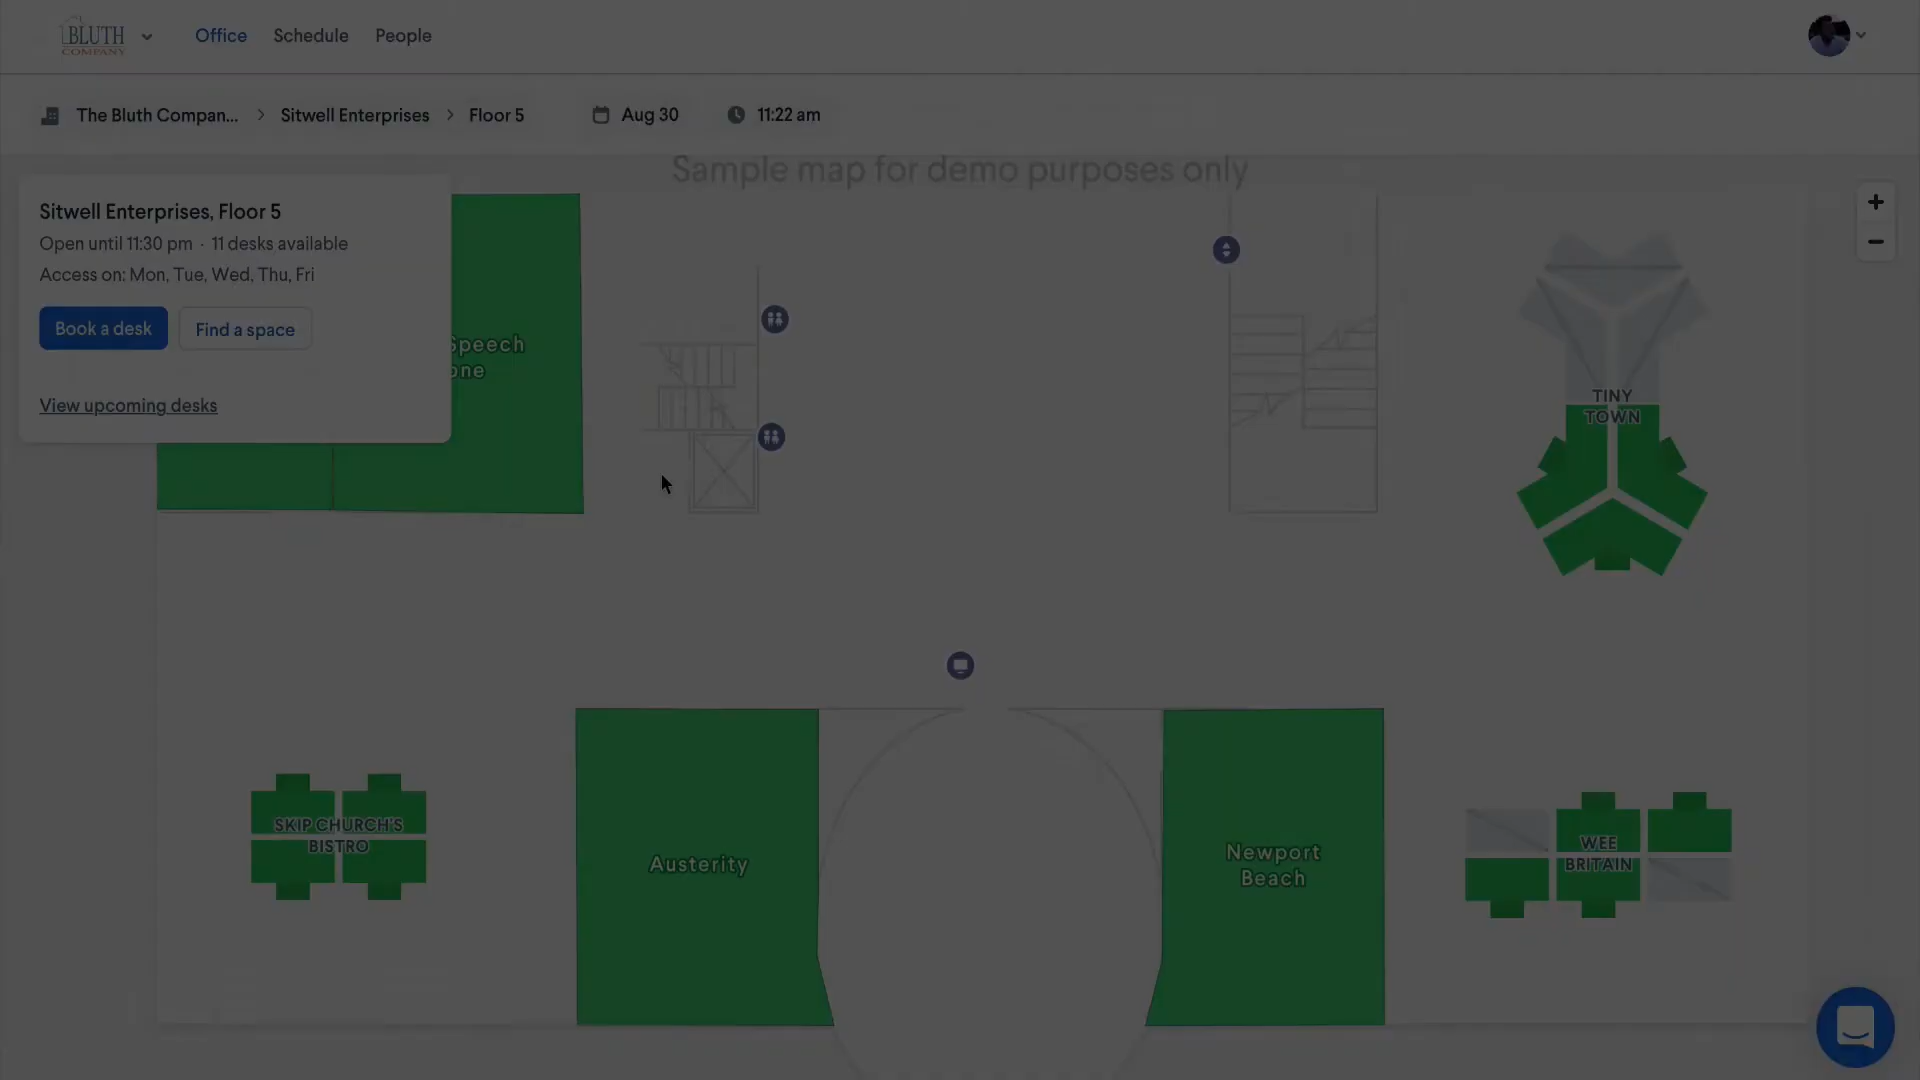 BLUTH
COMPANY
Office
Schedule
People
The Bluth Compan...
Sitwell Enterprises
Floor 5
Aug 30
11:22 am
Sample map for demo purposes only
Sitwell Enterprises, Floor 5
Open until 11:30 pm · 11 desks available
Access on: Mon, Tue, Wed, Thu, Fri
Book a desk
Find a space
View upcoming desks
Speech
one
TINY
TOWN
SKIP CHURCH'S
BISTRO
Austerity
Newport
Beach
WEE
BRITAIN